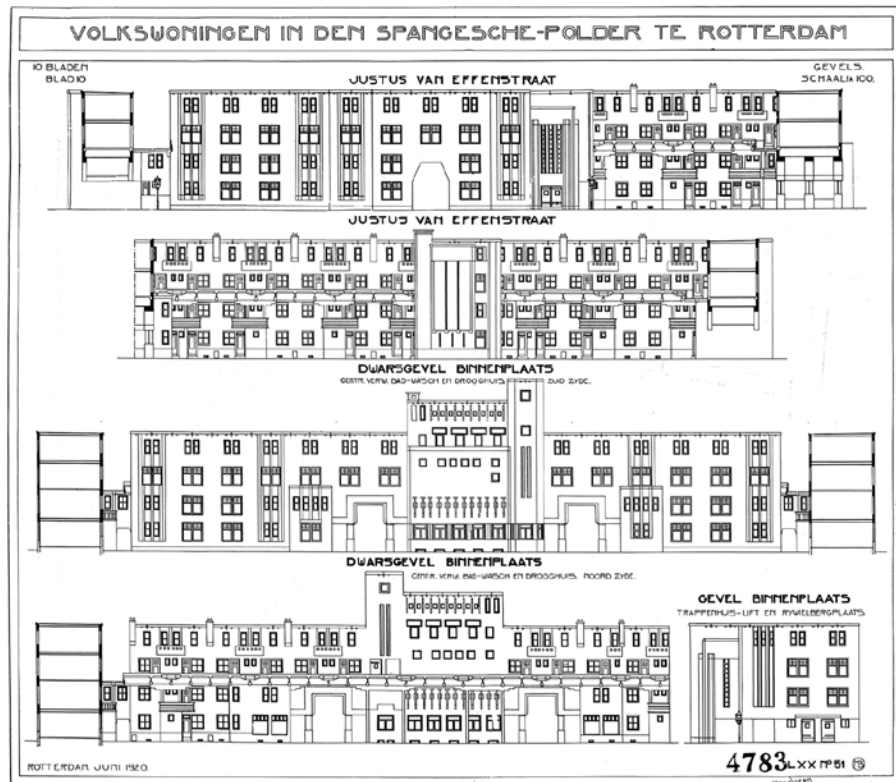 VOLKSWONINGEN IN DEN SPANGESCHE-POLDER TE ROTTERDAM
10 BLADEN
BLAD 10
GEVELS.
SCHAAL 1 à 100.
JUSTUS VAN EFFENSTRAAT
JUSTUS VAN EFFENSTRAAT
DWARSGEVEL BINNENPLAATS
CENTR. VERW. BAD-WASCH EN DROOGHUIS. ZUID ZYDE.
DWARSGEVEL BINNENPLAATS
CENTR. VERW. BAD-WASCH EN DROOGHUIS. NOORD ZYDE.
GEVEL BINNENPLAATS
TRAPPENHUIS-LIFT EN RYWIELBERGPLAATS.
ROTTERDAM. JUNI 1920.
4783 LXX Nº 51